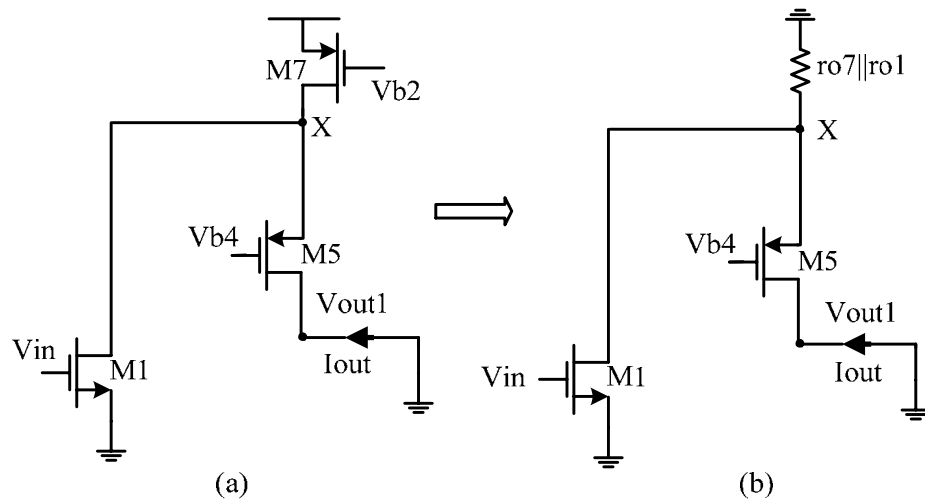 M7
Vb2
X
Vb4
M5
Vout1
Iout
Vin
M1
(a)
ro7||ro1
X
Vb4
M5
Vout1
Iout
Vin
M1
(b)